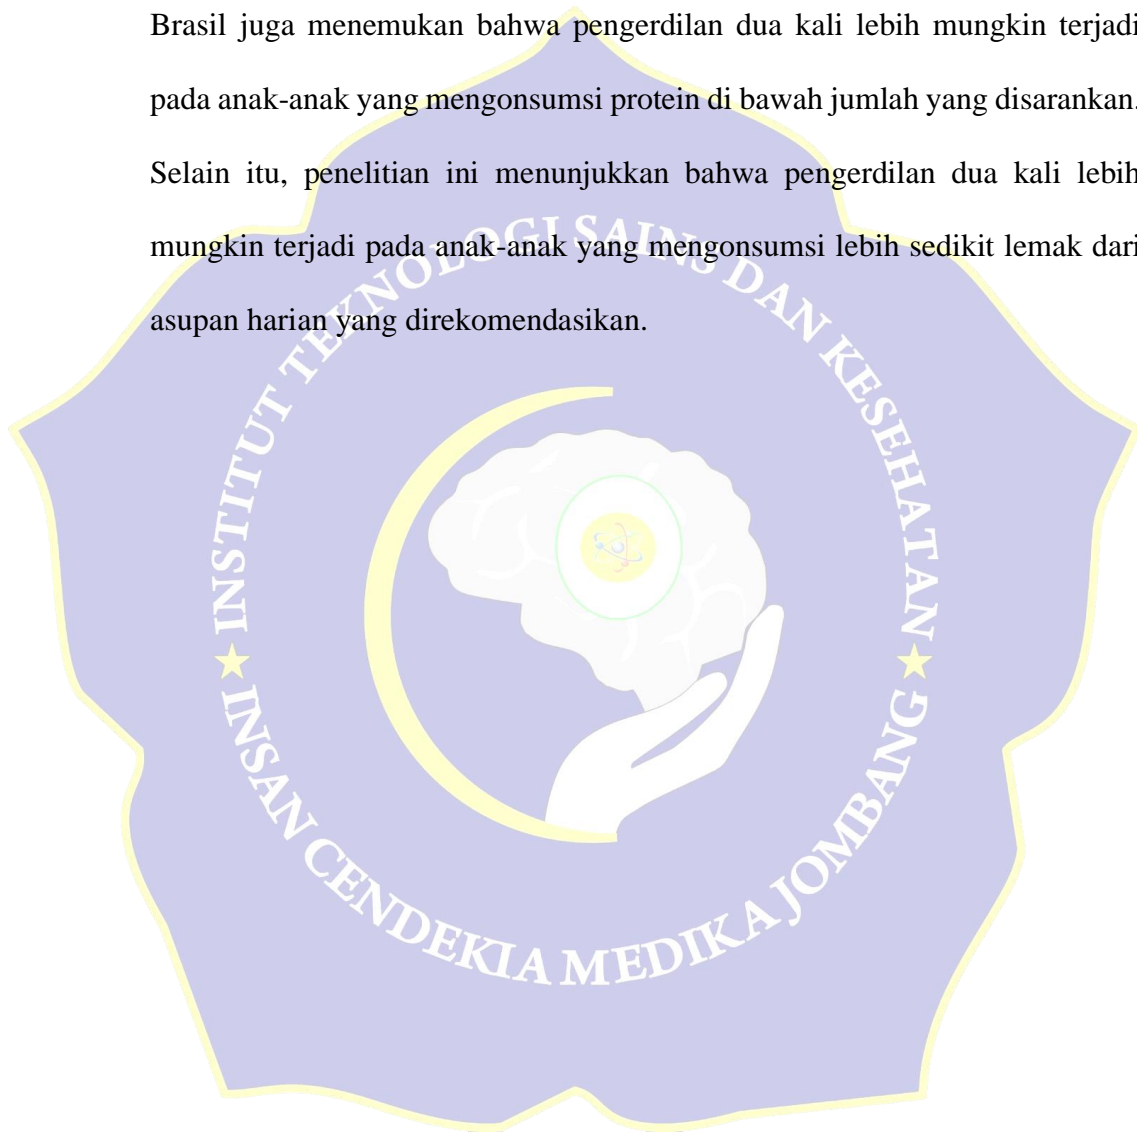 Brasil juga menemukan bahwa pengerdilan dua kali lebih mungkin terjadi
pada anak-anak yang mengonsumsi protein di bawah jumlah yang disarankan.
Selain itu, penelitian ini menunjukkan bahwa pengerdilan dua kali lebih
mungkin terjadi pada anak-anak yang mengonsumsi lebih sedikit lemak dari
asupan harian yang direkomendasikan.
INSTITUT TEKNOLOGI SAINS DAN KESEHATAN
INSAN CENDEKIA MEDIKA JOMBANG